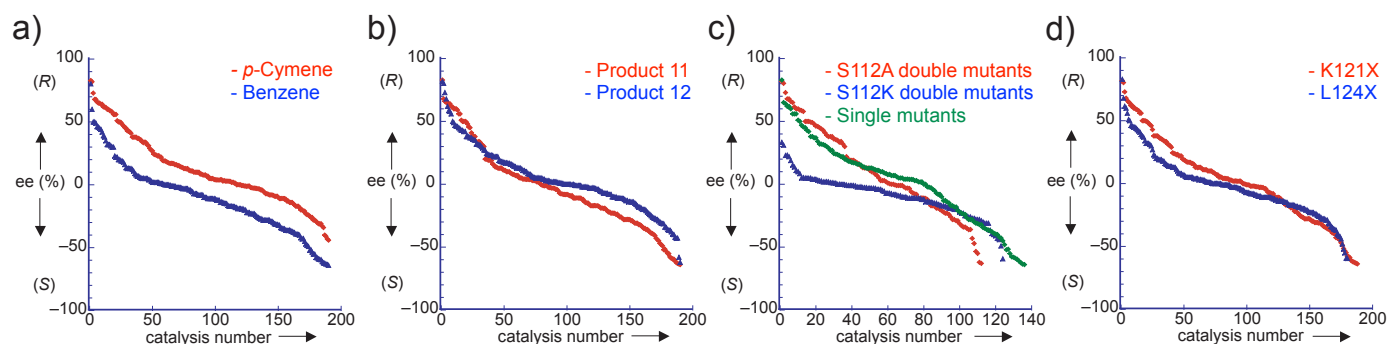 a)
100
(R)
50
ee (%)
0
−50
(S)
−100
0
50
100
150
200
catalysis number
- p-Cymene
- Benzene
b)
100
(R)
50
ee (%)
0
−50
(S)
−100
0
50
100
150
200
catalysis number
- Product 11
- Product 12
c)
100
(R)
50
ee (%)
0
−50
(S)
−100
0
20
40
60
80
100
120
140
catalysis number
- S112A double mutants
- S112K double mutants
- Single mutants
d)
100
(R)
50
ee (%)
0
−50
(S)
−100
0
50
100
150
200
catalysis number
- K121X
- L124X